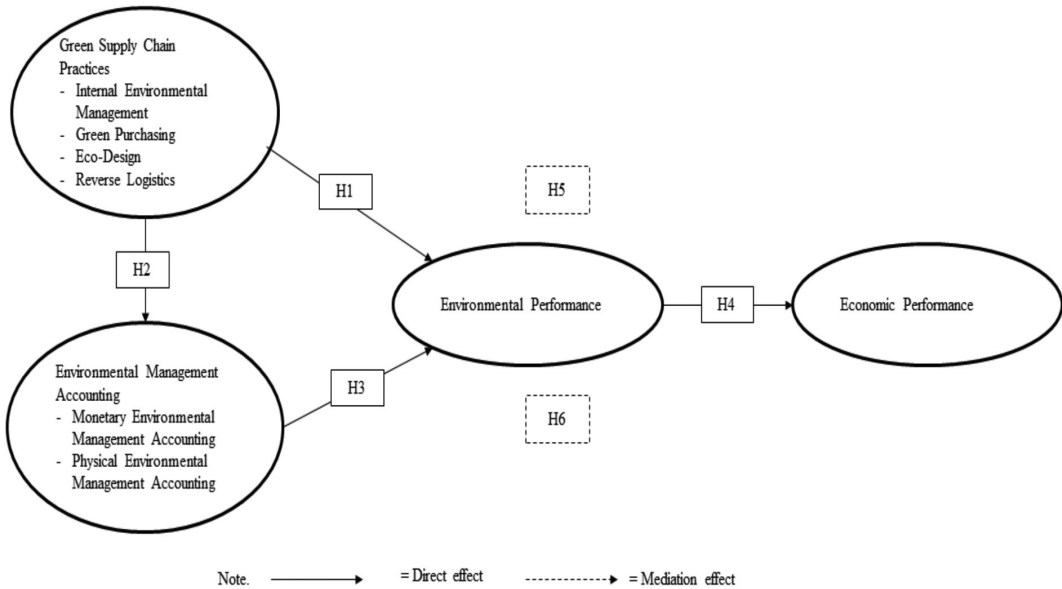 Green Supply Chain
Practices
- Internal Environmental
Management
- Green Purchasing
- Eco-Design
- Reverse Logistics
H1
H5
H2
Environmental Performance
H4
Economic Performance
Environmental Management
Accounting
- Monetary Environmental
Management Accounting
- Physical Environmental
Management Accounting
H3
H6
Note.
= Direct effect
= Mediation effect